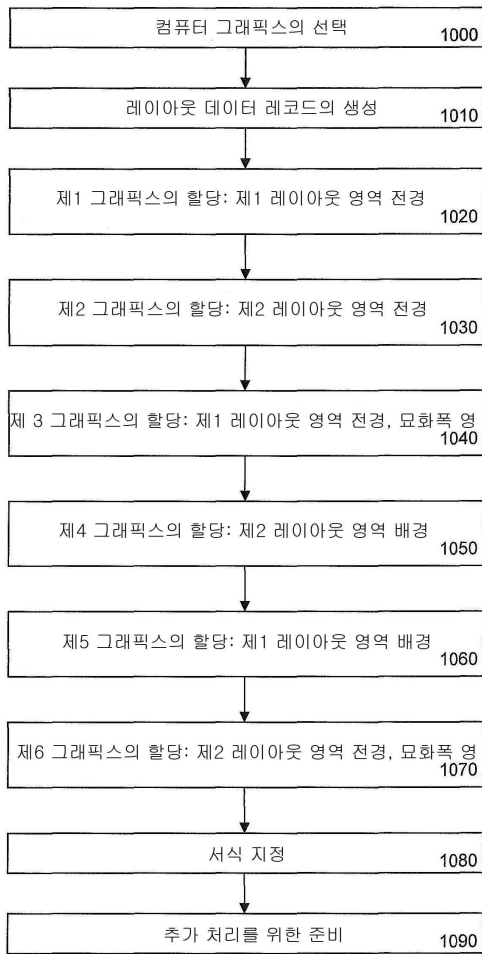 컴퓨터 그래픽스의 선택
1000
레이아웃 데이터 레코드의 생성
1010
제1 그래픽스의 할당: 제1 레이아웃 영역 전경
1020
제2 그래픽스의 할당: 제2 레이아웃 영역 전경
1030
제 3 그래픽스의 할당: 제1 레이아웃 영역 전경, 묘화폭 영
1040
제4 그래픽스의 할당: 제2 레이아웃 영역 배경
1050
제5 그래픽스의 할당: 제1 레이아웃 영역 배경
1060
제6 그래픽스의 할당: 제2 레이아웃 영역 전경, 묘화폭 영
1070
서식 지정
1080
추가 처리를 위한 준비
1090